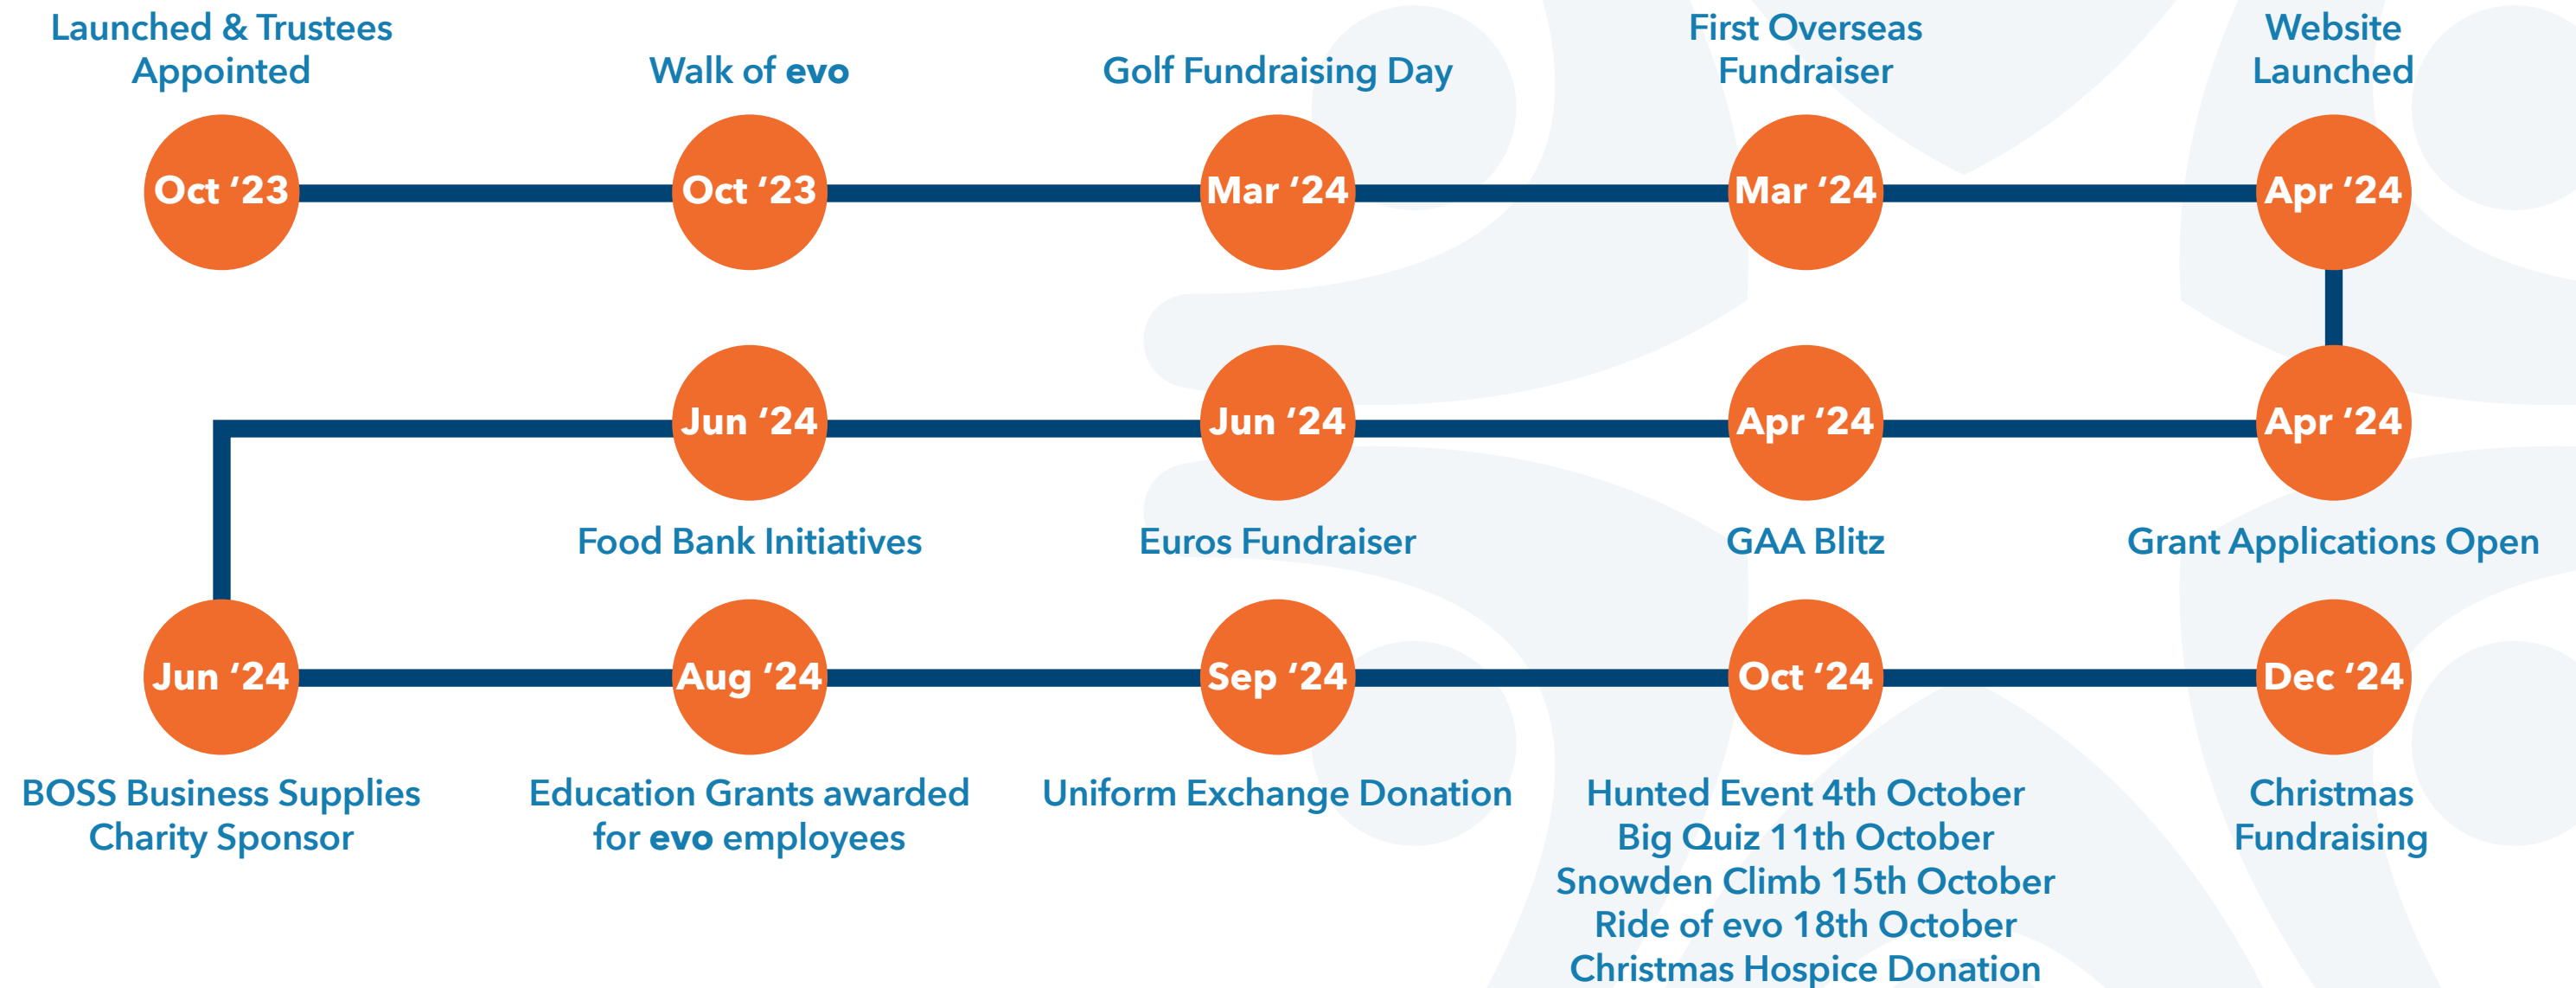 Launched & Trustees
Appointed
Oct ‘23
Walk of evo
Oct ‘23
Golf Fundraising Day
Mar ‘24
First Overseas
Fundraiser
Mar ‘24
Website
Launched
Apr ‘24
Apr ‘24
Grant Applications Open
Apr ‘24
GAA Blitz
Jun ‘24
Euros Fundraiser
Jun ‘24
Food Bank Initiatives
Jun ‘24
BOSS Business Supplies
Charity Sponsor
Aug ‘24
Education Grants awarded
for evo employees
Sep ‘24
Uniform Exchange Donation
Oct ‘24
Hunted Event 4th October
Big Quiz 11th October
Snowden Climb 15th October
Ride of evo 18th October
Christmas Hospice Donation
Dec ‘24
Christmas
Fundraising